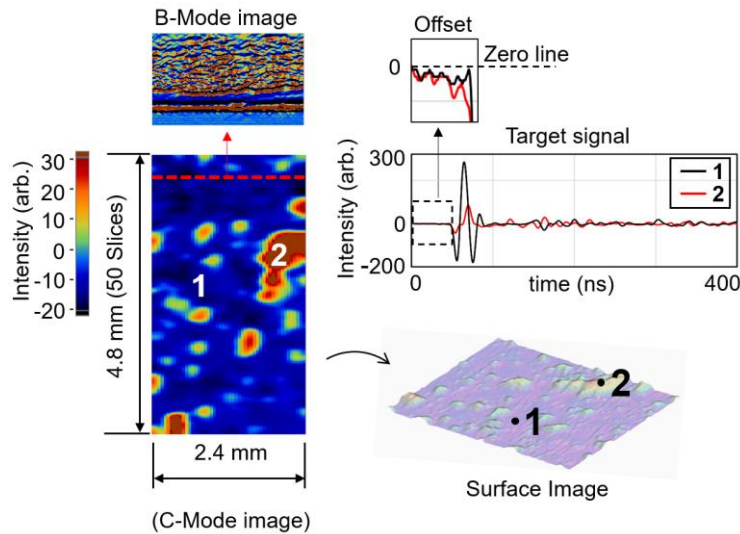 B-Mode image
Offset
0
Zero line
Target signal
Intensity (arb.)
30
20
10
0
-10
-20
4.8 mm (50 Slices)
1
2
2.4 mm
(C-Mode image)
Intensity (arb.)
300
0
-200
1
2
0
time (ns)
400
1
2
Surface Image